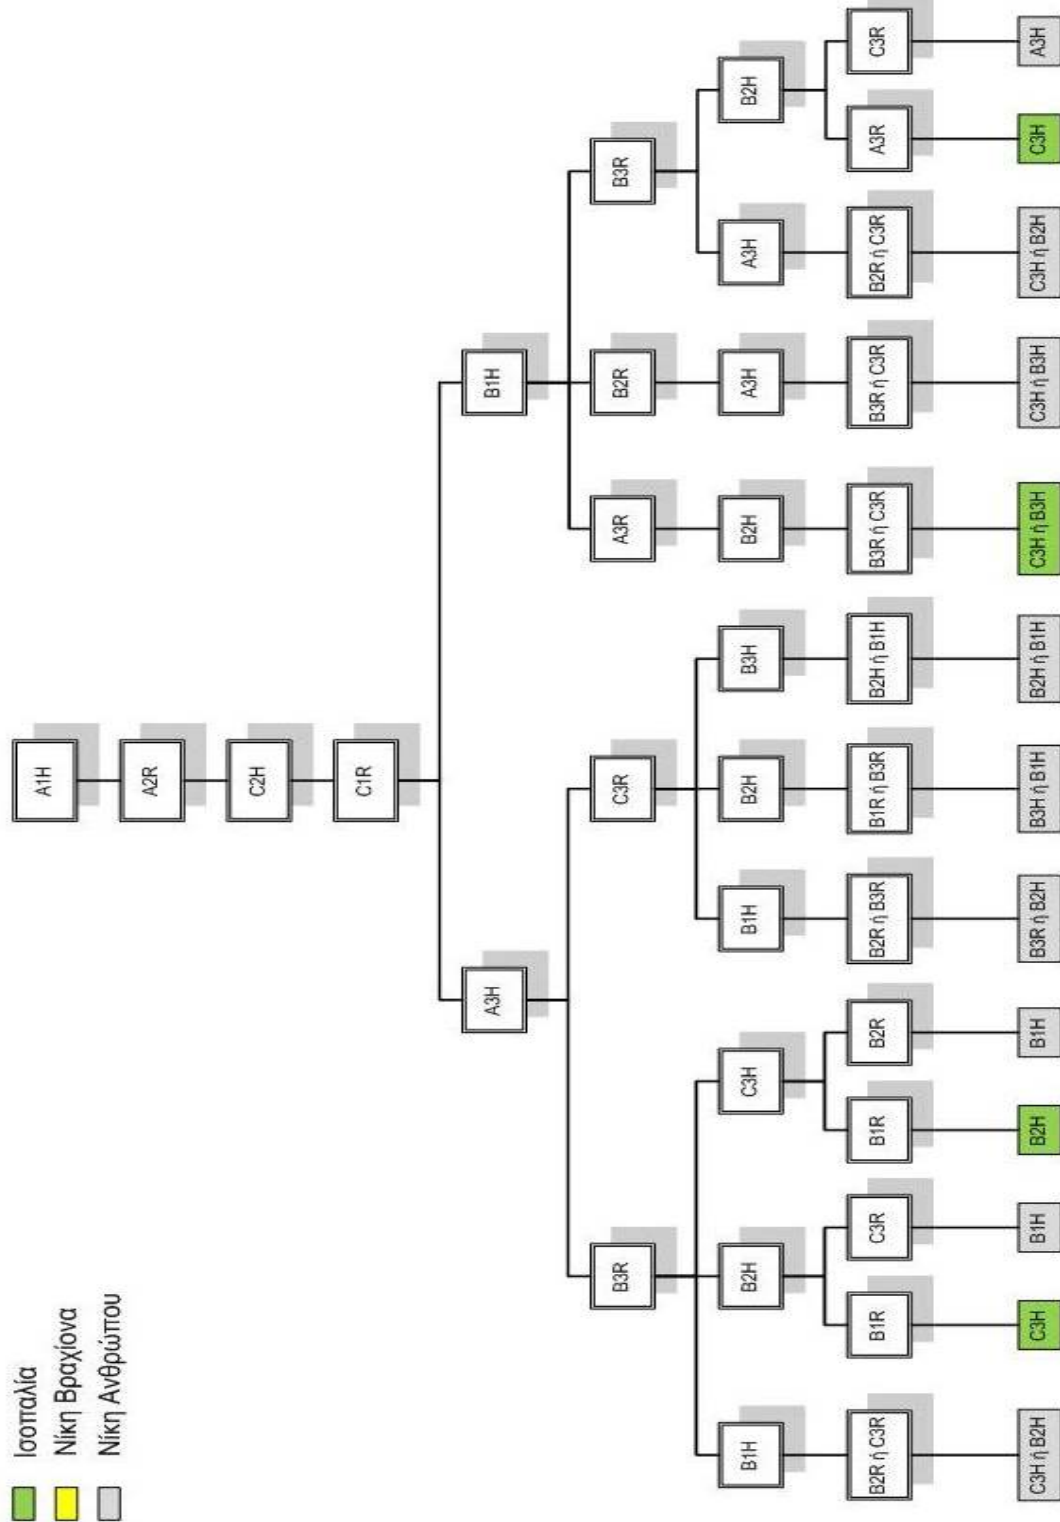 Ισοπαλία
Νίκη Βραχίονα
Νίκη Ανθρώπου
A1H
A2R
C2H
C1R
A3H
B1H
B3R
C3R
A3R
B2R
B3R
B1H
B2H
C3H
B1H
B2H
B3H
B2H
A3H
A3H
B2H
B2R ή C3R
B1R
C3R
B1R
B2R
B2R ή B3R
B1R ή B3R
B2H ή B1H
B3R ή C3R
B3R ή C3R
B2R ή C3R
A3R
C3R
C3H ή B2H
C3H
B1H
B2H
B1H
B3R ή B2H
B3H ή B1H
B2H ή B1H
C3H ή B3H
C3H ή B3H
C3H ή B2H
C3H
A3H